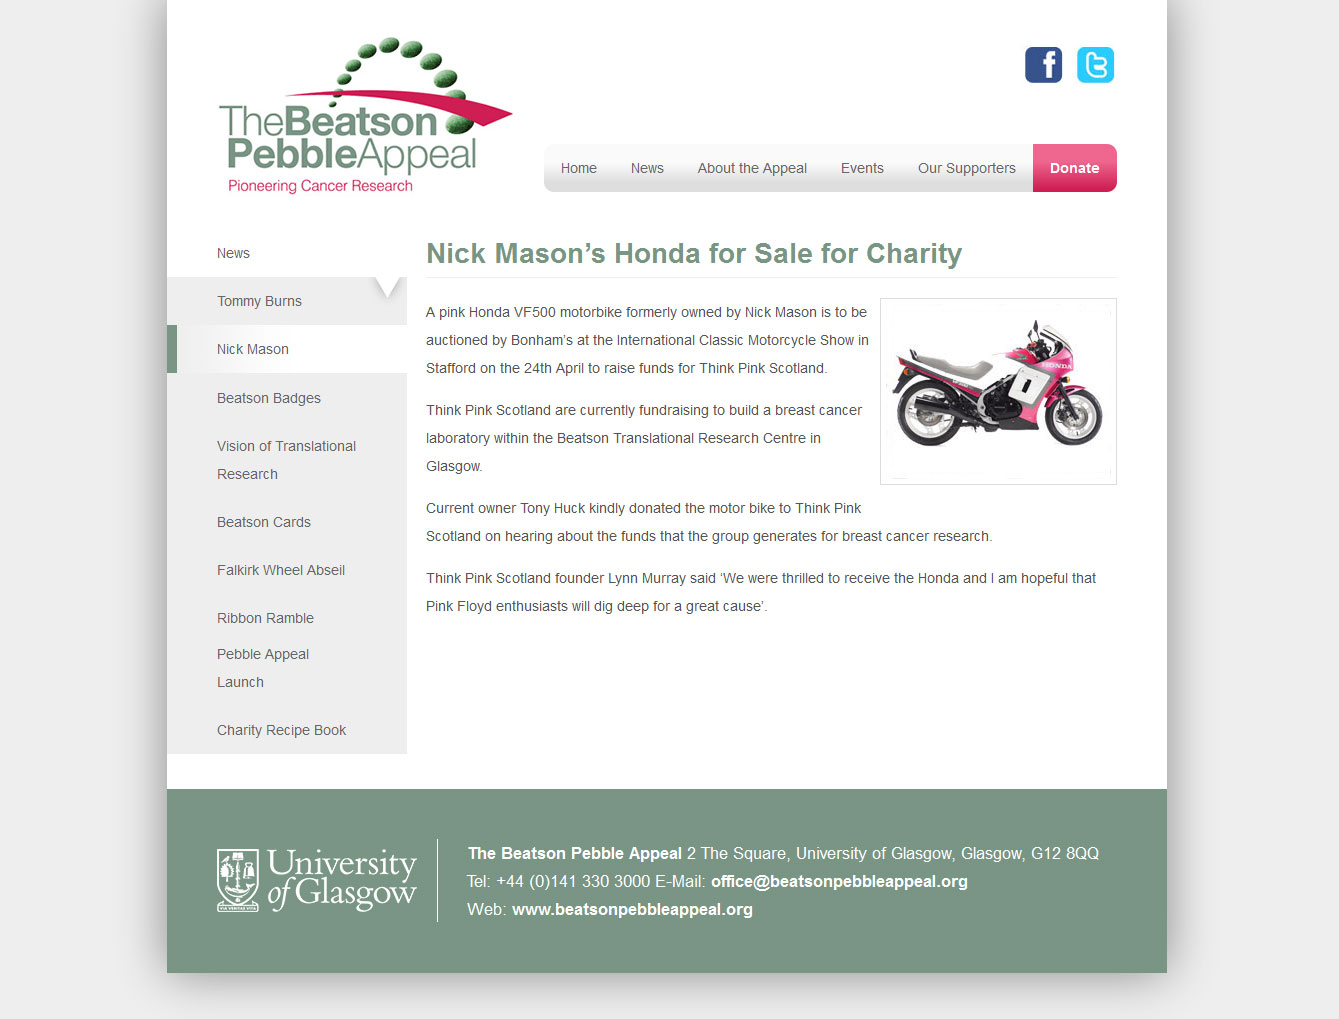 TheBeatson
PebbleAppeal
Pioneering Cancer Research
f
t
Home News About the Appeal Events Our Supporters Donate
News
Tommy Burns
Nick Mason
Beatson Badges
Vision of Translational
Research
Beatson Cards
Falkirk Wheel Abseil
Ribbon Ramble
Pebble Appeal
Launch
Charity Recipe Book
Nick Mason’s Honda for Sale for Charity
A pink Honda VF500 motorbike formerly owned by Nick Mason is to be
auctioned by Bonham’s at the International Classic Motorcycle Show in
Stafford on the 24th April to raise funds for Think Pink Scotland.
Think Pink Scotland are currently fundraising to build a breast cancer
laboratory within the Beatson Translational Research Centre in
Glasgow.
Current owner Tony Huck kindly donated the motor bike to Think Pink
Scotland on hearing about the funds that the group generates for breast cancer research.
Think Pink Scotland founder Lynn Murray said ‘We were thrilled to receive the Honda and I am hopeful that
Pink Floyd enthusiasts will dig deep for a great cause’.
HONDA
University
of Glasgow
The Beatson Pebble Appeal 2 The Square, University of Glasgow, Glasgow, G12 8QQ
Tel: +44 (0)141 330 3000 E-Mail: office@beatsonpebbleappeal.org
Web: www.beatsonpebbleappeal.org